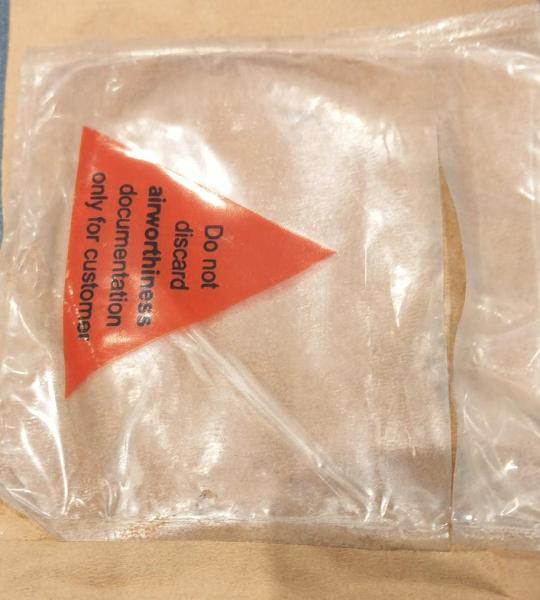 Do not
discard
airworthiness
documentation
only for customer